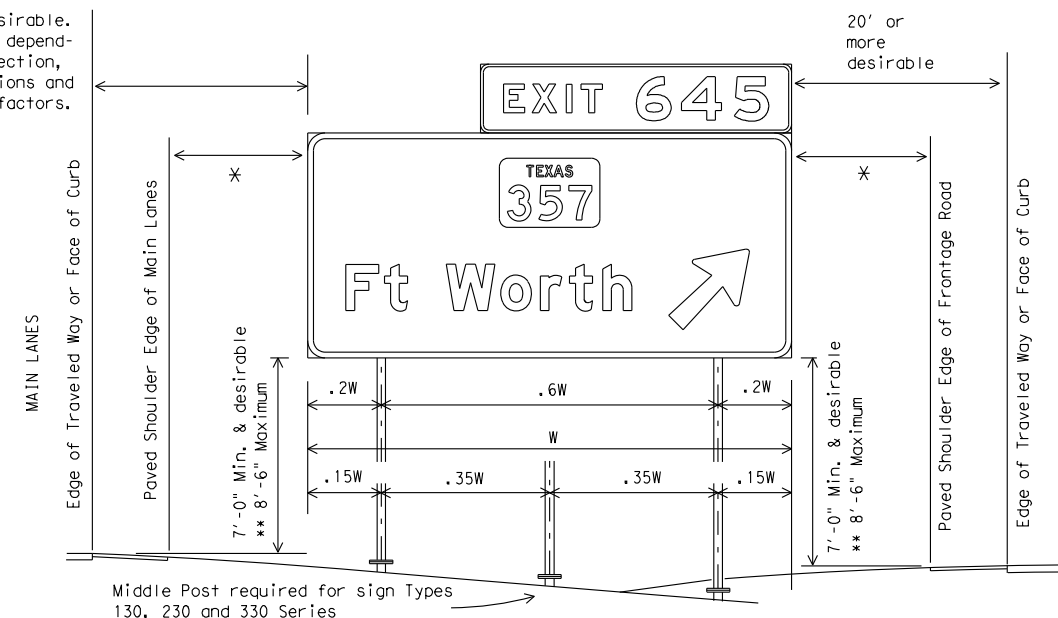 sirable.
depend-
ection,
ions and
factors.
20' or
more
desirable
EXIT 645
TEXAS
357
Ft Worth
*
*
MAIN LANES
Edge of Traveled Way or Face of Curb
Paved Shoulder Edge of Main Lanes
7'-0" Min. & desirable
** 8'-6" Maximum
.2W
.6W
.2W
W
.15W
.35W
.35W
.15W
7'-0" Min. & desirable
** 8'-6" Maximum
Paved Shoulder Edge of Frontage Road
Edge of Traveled Way or Face of Curb
Middle Post required for sign Types
130, 230 and 330 Series